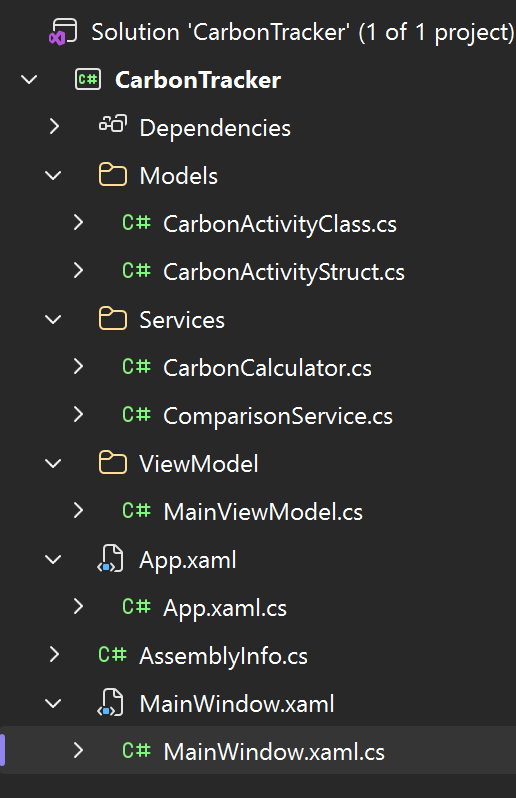 Solution 'CarbonTracker' (1 of 1 project)
C# CarbonTracker
Dependencies
Models
C# CarbonActivityClass.cs
C# CarbonActivityStruct.cs
Services
C# CarbonCalculator.cs
C# ComparisonService.cs
ViewModel
C# MainViewModel.cs
App.xaml
C# App.xaml.cs
C# AssemblyInfo.cs
MainWindow.xaml
C# MainWindow.xaml.cs